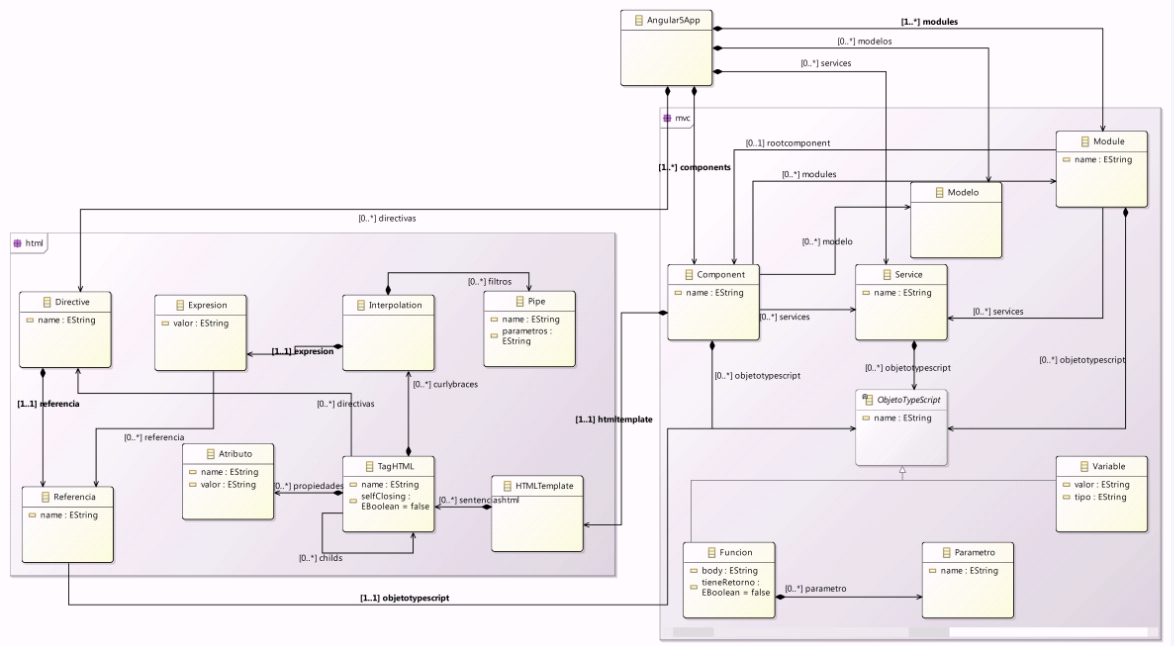 Angular5App
[1..*] modules
[0..*] modelos
[0..*] services
mvc
[0..1] rootcomponent
Module
name : EString
[1..*] components
[0..*] modules
Modelo
[0..*] directivas
[0..*] modelo
html
Component
name : EString
Service
name : EString
[0..*] filtros
Directive
name : EString
Expresion
valor : EString
Interpolation
Pipe
name : EString
parametros :
EString
[0..*] services
[0..*] services
[1..1] expresion
[0..*] objetotypescript
[0..*] objetotypescript
[0..*] objetotypescript
[0..*] curlybraces
[1..1] referencia
[0..*] directivas
ObjetoTypeScript
name : EString
[1..1] htmltemplate
[0..*] referencia
Atributo
name : EString
valor : EString
TagHTML
name : EString
selfClosing :
EBoolean = false
[0..*] propiedades
[0..*] sentenciashtml
HTMLTemplate
Variable
valor : EString
tipo : EString
Referencia
name : EString
[0..*] childs
Funcion
body : EString
tieneRetorno :
EBoolean = false
[0..*] parametro
Parametro
name : EString
[1..1] objetotypescript